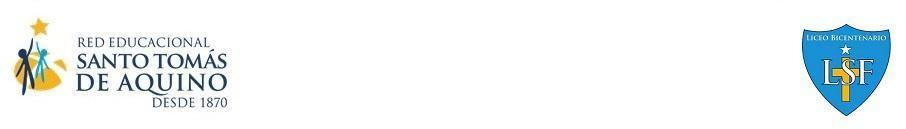 RED EDUCACIONAL
SANTO TOMÁS
DE AQUINO
DESDE 1870
LICEO BICENTENARIO
LSF